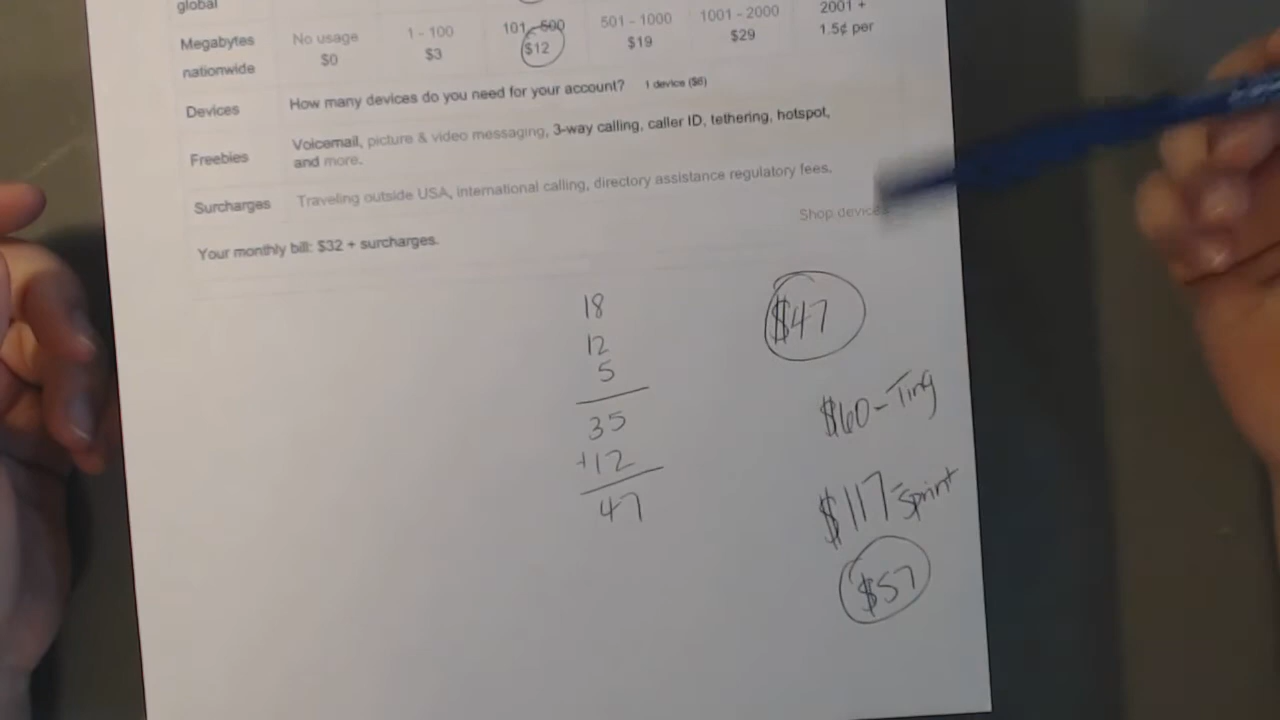 global
Megabytes nationwide No usage $0 1 - 100 $3 101 - 500 $12 501 - 1000 $19 1001 - 2000 $29 2001 + 1.5¢ per
Devices How many devices do you need for your account? 1 device ($6)
Freebies Voicemail, picture & video messaging, 3-way calling, caller ID, tethering, hotspot,
and more.
Surcharges Traveling outside USA, international calling, directory assistance regulatory fees.
Shop devices
Your monthly bill: $32 + surcharges.
18
12
5
35
+12
47
$47
$60 - Ting
$117 - Sprint
$57